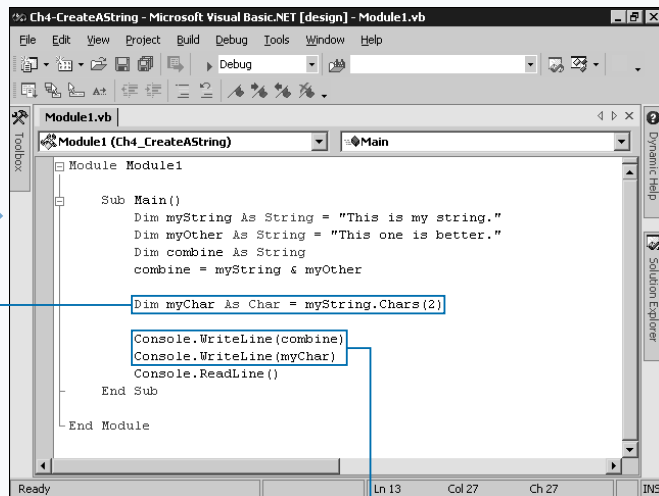 Ch4-CreateAString - Microsoft Visual Basic.NET [design] - Module1.vb
File Edit View Project Build Debug Tools Window Help
Debug
Module1.vb
Module1 (Ch4_CreateAString) Main
Module Module1
Sub Main()
Dim myString As String = "This is my string."
Dim myOther As String = "This one is better."
Dim combine As String
combine = myString & myOther
Dim myChar As Char = myString.Chars(2)
Console.WriteLine(combine)
Console.WriteLine(myChar)
Console.ReadLine()
End Sub
End Module
Toolbox
Dynamic Help
Solution Explorer
Ready Ln 13 Col 27 Ch 27 INS